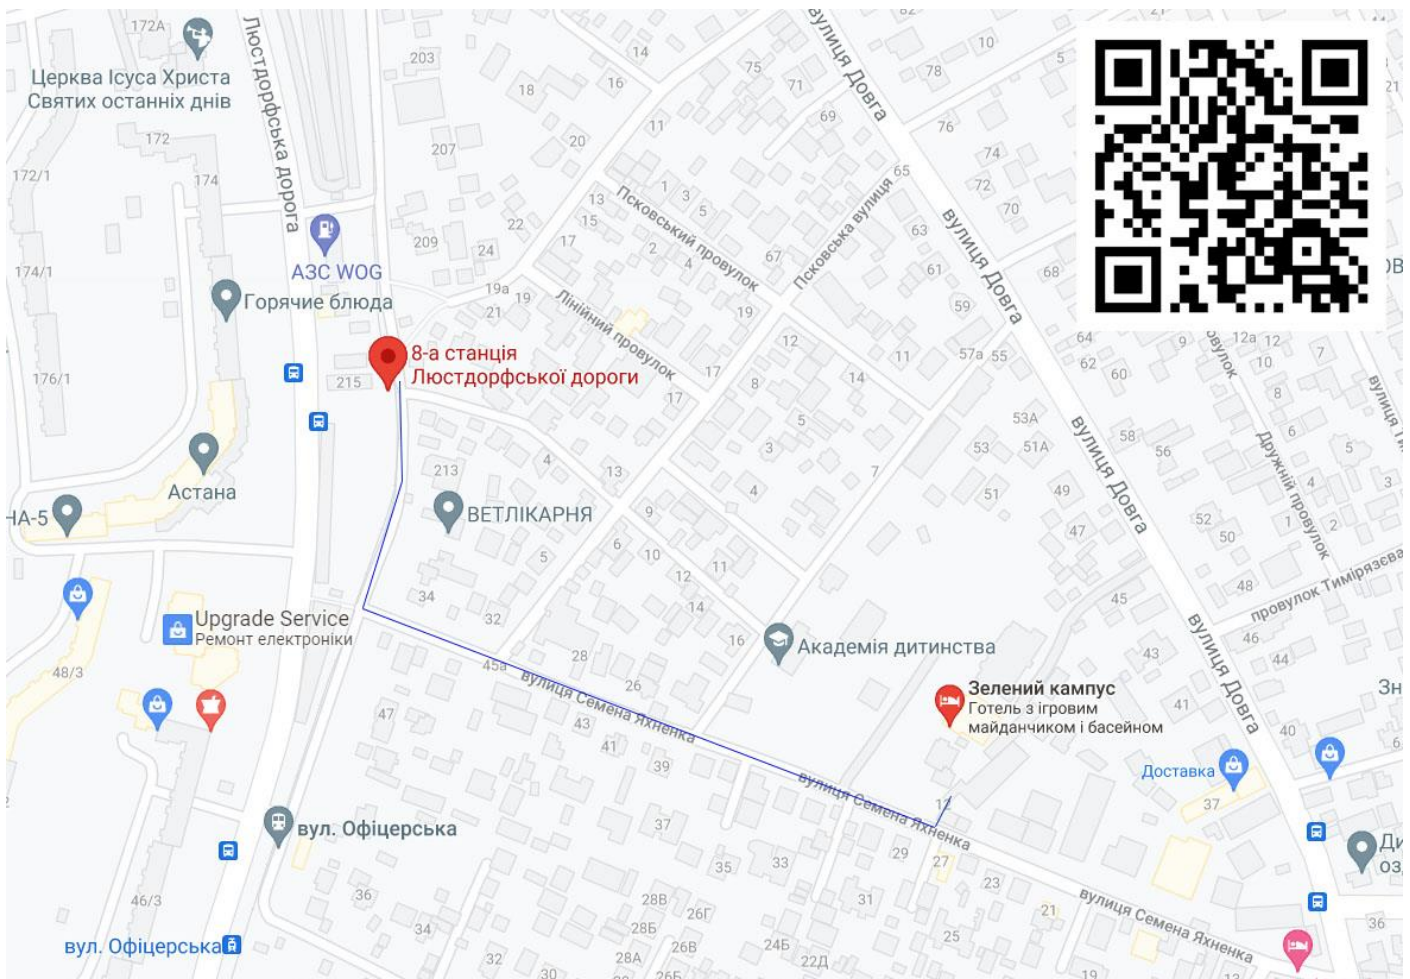 172А
Церква Ісуса Христа
Святих останніх днів
Люстдорфська дорога
172
172/1
174
174/1
176/1
203
207
209
14
16
18
20
22
24
11
75
71
69
82
10
78
76
74
72
70
68
5
вулиця Довга
65
63
61
59
57а
55
АЗС WOG
Горячие блюда
19а
19
21
13
15
17
1
3
5
2
4
Псковський провулок
Псковська вулиця
67
Лінійний провулок
19
12
11
14
17
17
8
5
3
4
7
вулиця Довга
64
62
60
9
12а
12
10
7
8
6
4
2
5
3
1
2
58
56
52
50
48
Дружній провулок
провулок Тимірязєва
8-а станція
Люстдорфської дороги
215
213
4
13
9
6
10
12
11
14
16
5
Астана
НА-5
ВЕТЛІКАРНЯ
53А
53
51А
51
49
47
45
43
41
вулиця Довга
46
44
40
6
34
32
Upgrade Service
Ремонт електроніки
48/3
45а
28
26
47
43
41
39
вулиця Семена Яхненка
Академія дитинства
Зелений кампус
Готель з ігровим
майданчиком і басейном
вулиця Довга
Доставка
37
12
вулиця Семена Яхненка
вул. Офіцерська
37
35
33
31
29
27
25
23
21
36
34
32
30
28В
28Б
28А
26Г
26В
26Б
24Б
22Д
46/3
вул. Офіцерська
вулиця Семена Яхненка
36
19
12